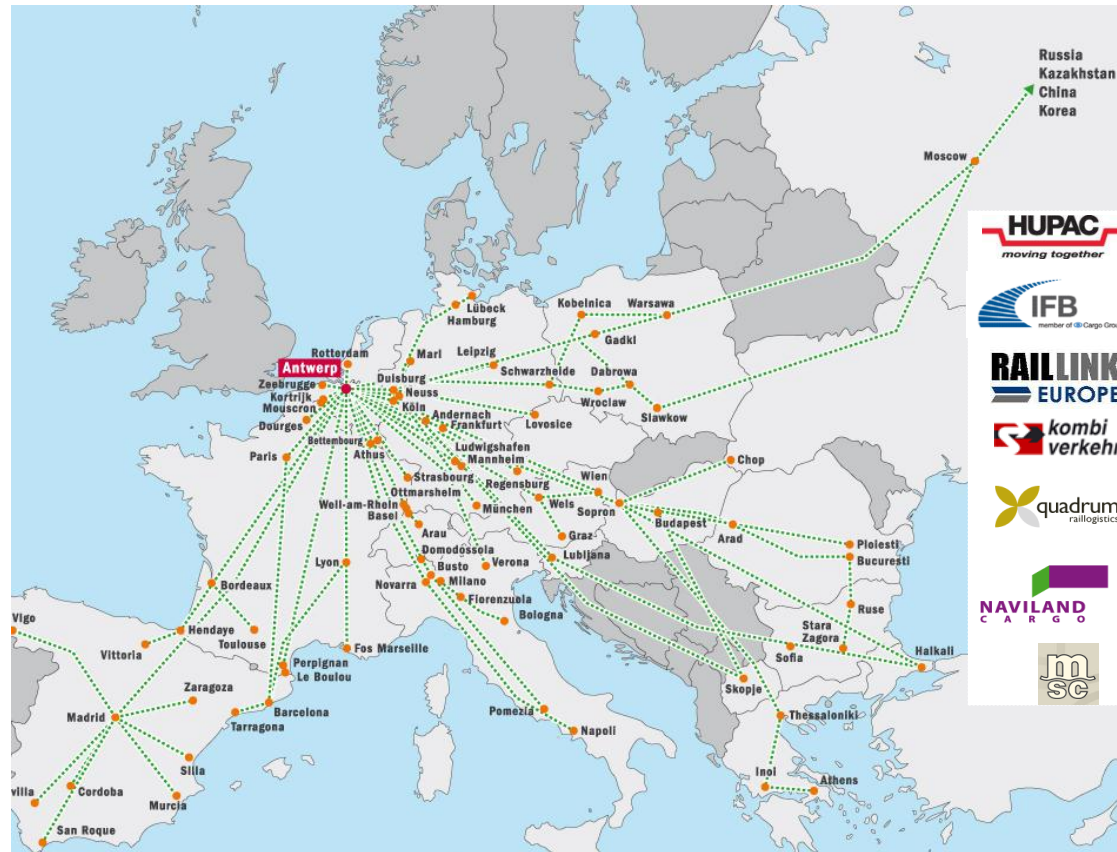 Russia
Kazakhstan
China
Korea
Moscow
HUPAC
moving together
IFB
RAIL LINK
EUROPE
kombi
verkehr
quadrum
raillogistics
NAVILAND
CARGO
msc
Lübeck
Hamburg
Kobelnica
Warsawa
Gadki
Rotterdam
Marl
Leipzig
Antwerp
Schwarzheide
Dabrowa
Zeebrugge
Duisburg
Neuss
Kortrijk
Wroclaw
Mouscron
Köln
Slawkow
Dourges
Andernach
Lovosice
Frankfurt
Bettembourg
Athus
Paris
Ludwigshafen
Mannheim
Chop
Strasbourg
Regensburg
Wien
Ottmarsheim
Weil-am-Rhein
Wels
Sopron
Basel
München
Budapest
Arau
Graz
Arad
Ploiesti
Domodossola
Lubljana
Bucuresti
Lyon
Busto
Verona
Bordeaux
Novarra
Milano
Florenzuola
Ruse
Vigo
Bologna
Hendaye
Toulouse
Stara
Zagora
Vittoria
Fos Marseille
Sofia
Halkali
Perpignan
Le Boulou
Skopje
Zaragoza
Madrid
Barcelona
Tarragona
Pomezia
Thessaloniki
Napoli
Silla
Inoi
Athens
villa
Cordoba
Murcia
San Roque